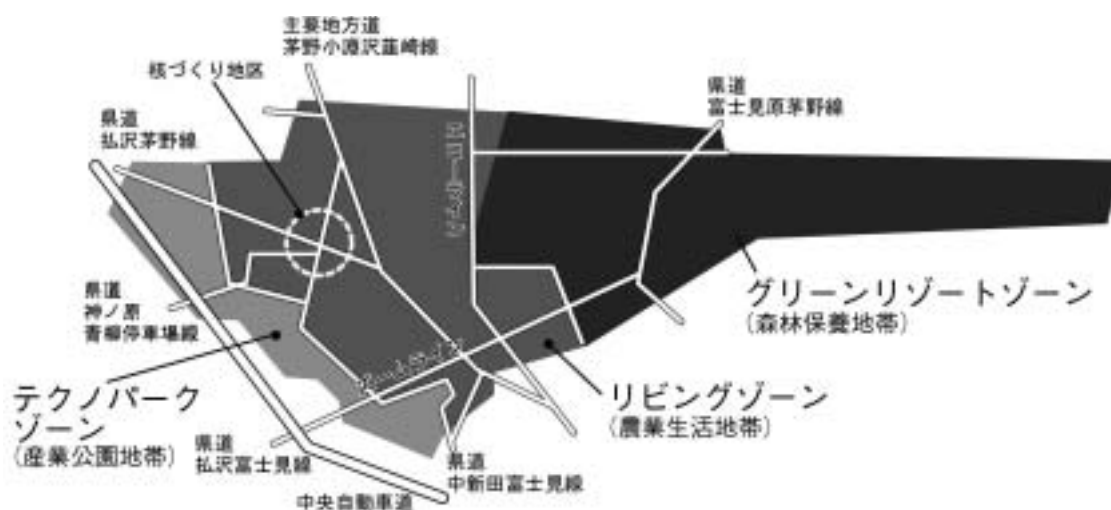 主要地方道
茅野小淵沢韮崎線
核づくり地区
県道
富士見原茅野線
県道
払沢茅野線
県道
神ノ原
青柳停車場線
グリーンリゾートゾーン
(森林保養地帯)
テクノパーク
ゾーン
(産業公園地帯)
リビングゾーン
(農業生活地帯)
県道
払沢富士見線
県道
中新田富士見線
中央自動車道